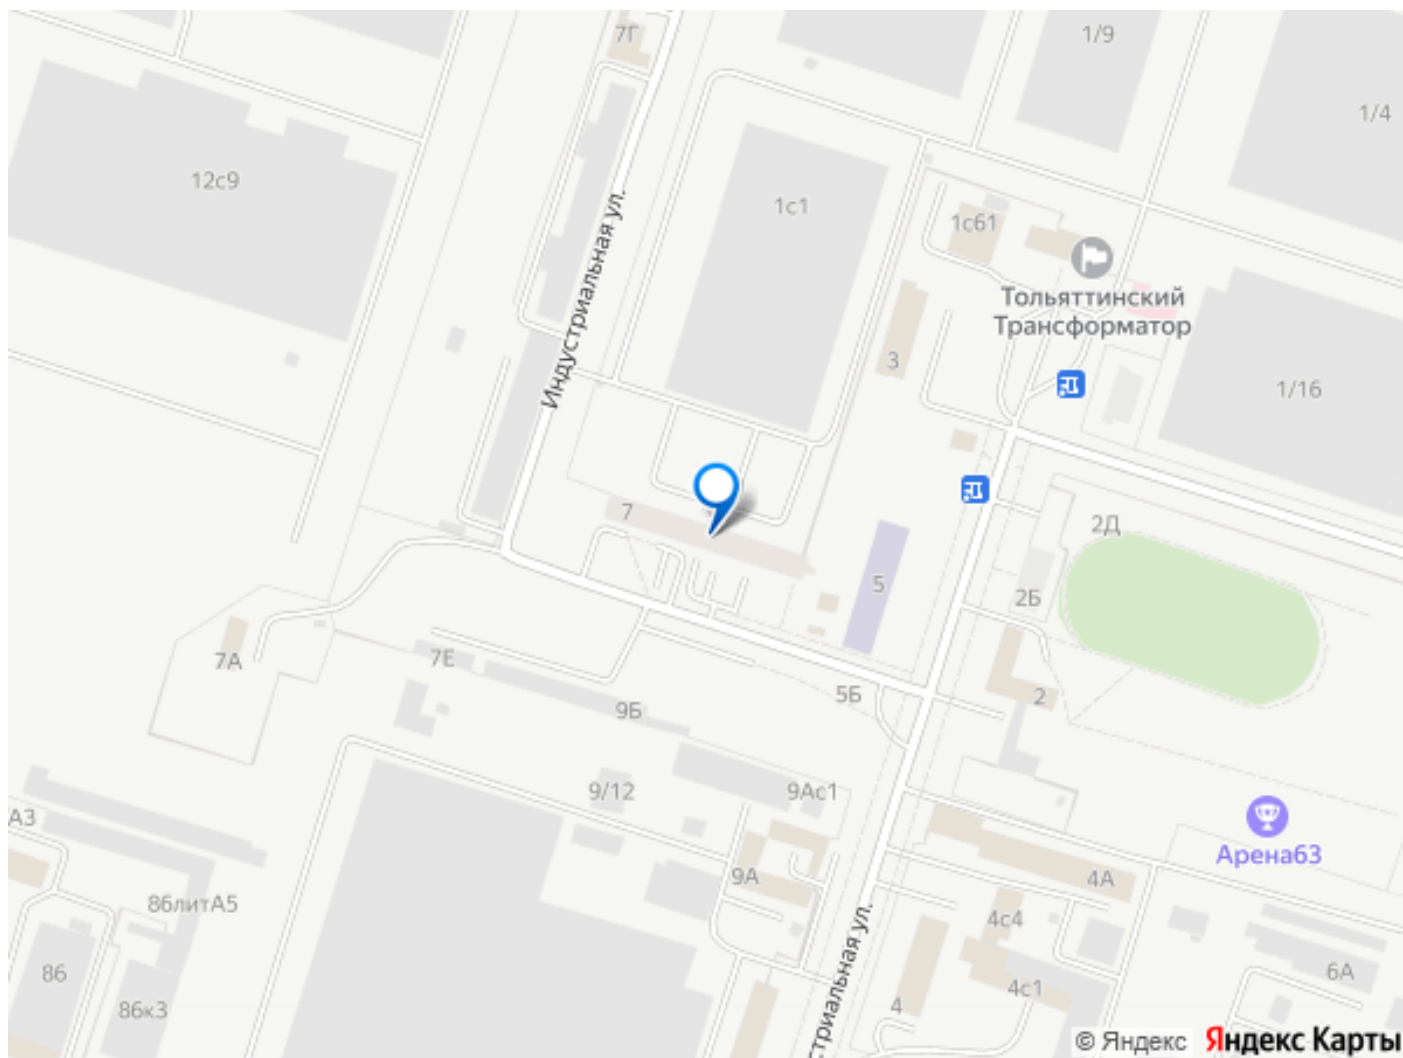 7Г
1/9
1/4
12с9
1с1
1с61
Индустриальная ул.
Тольяттинский
Трансформатор
3
1/16
7
2Д
5
2Б
7А
7Е
5Б
2
9Б
9/12
9Ас1
А3
Арена63
9А
4А
86литА5
4с4
86
6А
4с1
86к3
4
стриальная ул.
© Яндекс Яндекс Карты